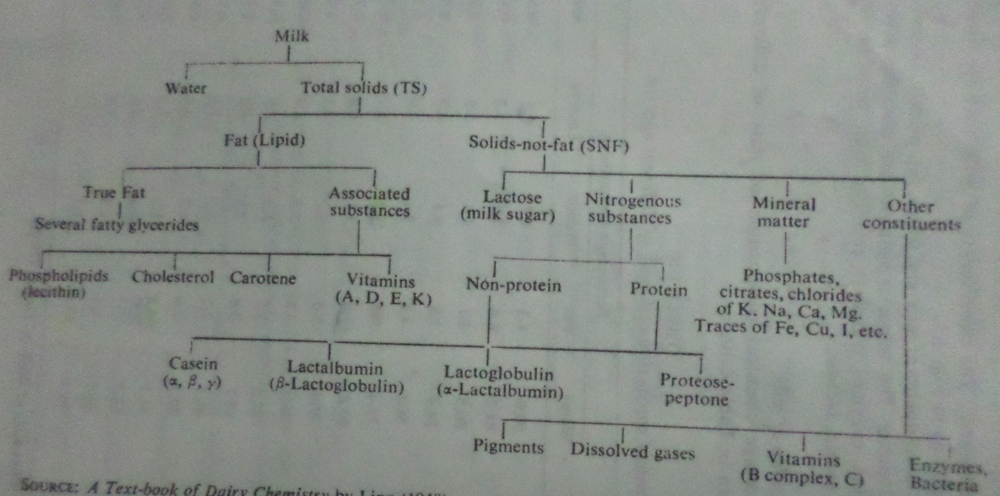 Milk
Water
Total solids (TS)
Fat (Lipid)
Solids-not-fat (SNF)
True Fat
Several fatty glycerides
Associated
substances
Lactose
(milk sugar)
Nitrogenous
substances
Mineral
matter
Other
constituents
Phospholipids
(lecithin)
Cholesterol
Carotene
Vitamins
(A, D, E, K)
Non-protein
Protein
Phosphates,
citrates, chlorides
of K. Na, Ca, Mg.
Traces of Fe, Cu, I, etc.
Casein
(α, β, γ)
Lactalbumin
(β-Lactoglobulin)
Lactoglobulin
(α-Lactalbumin)
Proteose-
peptone
Pigments
Dissolved gases
Vitamins
(B complex, C)
Enzymes,
Bacteria
SOURCE: A Text-book of Dairy Chemistry by Ling